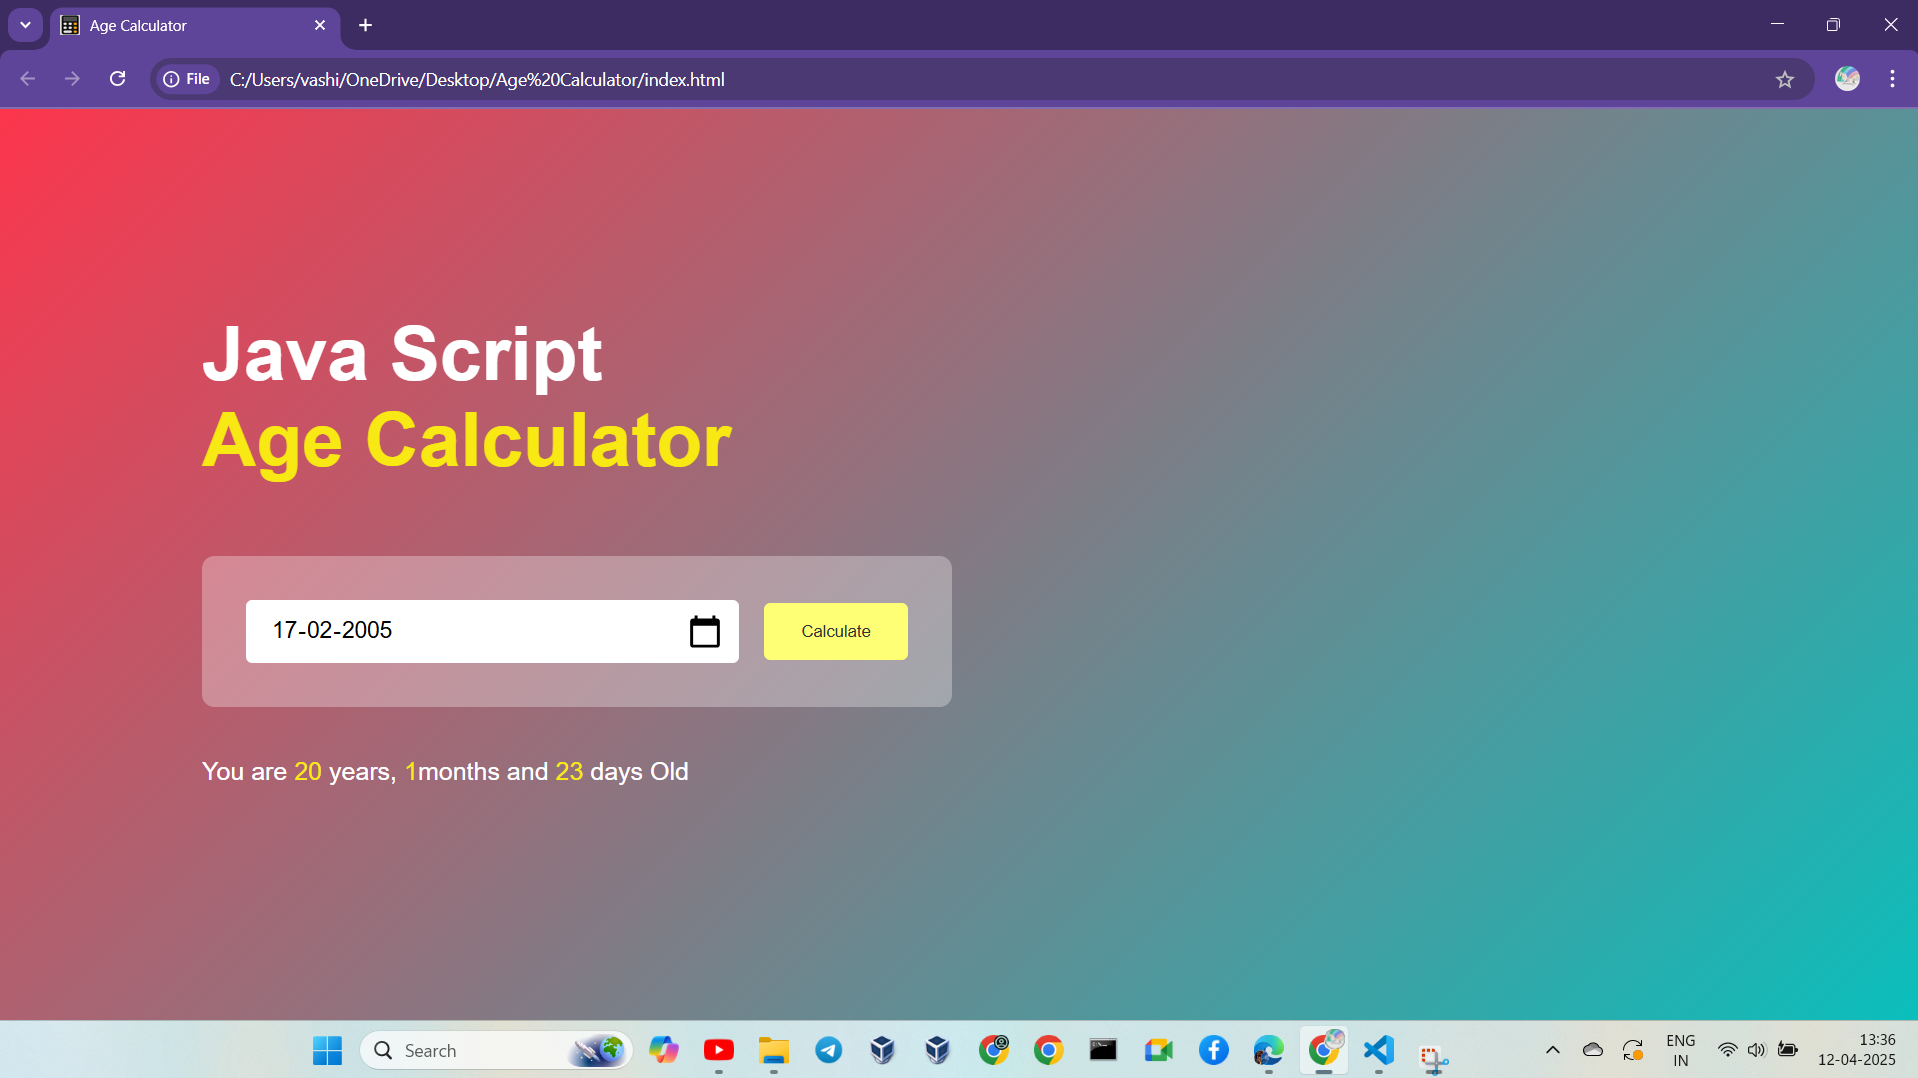 Age Calculator
File C:/Users/vashi/OneDrive/Desktop/Age%20Calculator/index.html
Java Script
Age Calculator
17-02-2005
Calculate
You are 20 years, 1months and 23 days Old
Search
ENG
IN
13:36
12-04-2025